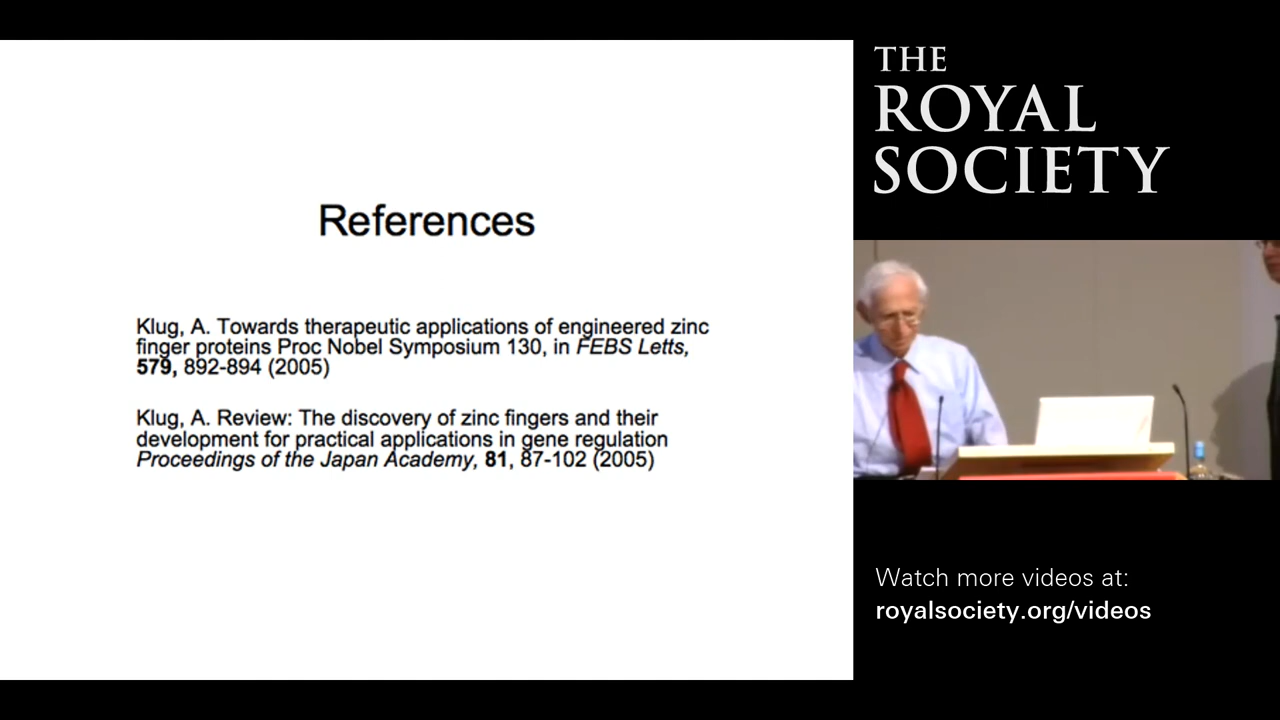 References
Klug, A. Towards therapeutic applications of engineered zinc
finger proteins Proc Nobel Symposium 130, in FEBS Letts,
579, 892-894 (2005)
Klug, A. Review: The discovery of zinc fingers and their
development for practical applications in gene regulation
Proceedings of the Japan Academy, 81, 87-102 (2005)
THE
ROYAL
SOCIETY
Watch more videos at:
royalsociety.org/videos